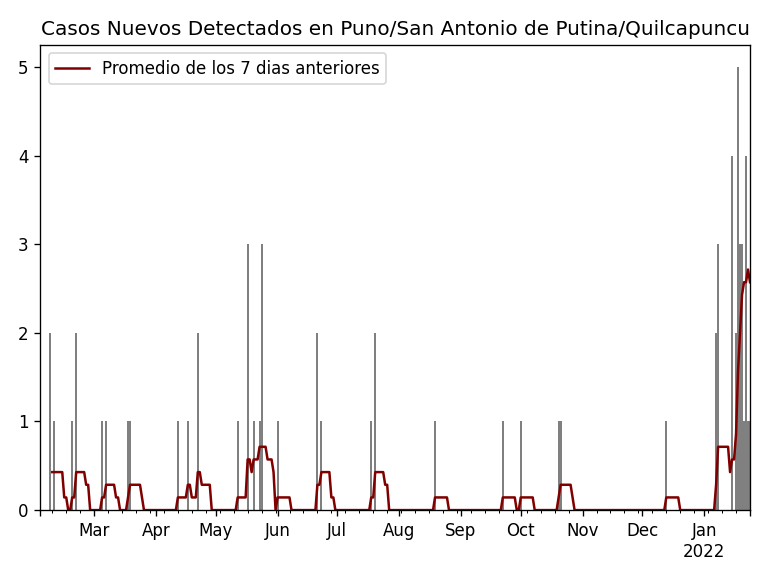 Casos Nuevos Detectados en Puno/San Antonio de Putina/Quilcapuncu
Promedio de los 7 dias anteriores
5
4
3
2
1
0
Mar Apr May Jun Jul Aug Sep Oct Nov Dec Jan
2022